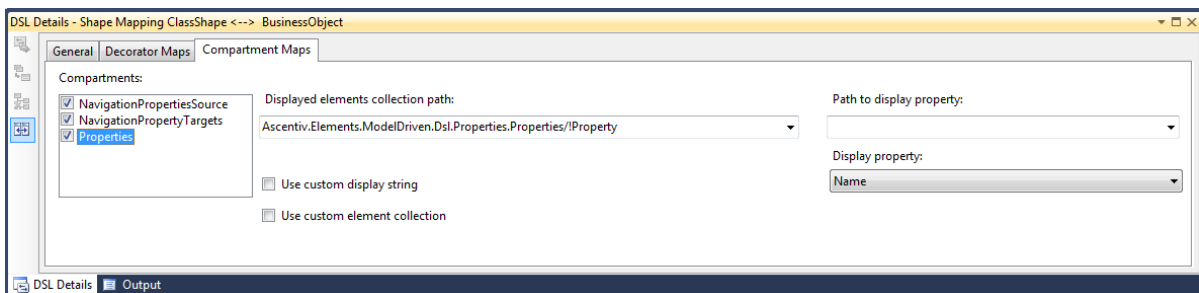 DSL Details - Shape Mapping ClassShape <--> BusinessObject
General Decorator Maps Compartment Maps
Compartments:
NavigationPropertiesSource
NavigationPropertyTargets
Properties
Displayed elements collection path:
Ascentiv.Elements.ModelDriven.Dsl.Properties.Properties/!Property
Use custom display string
Use custom element collection
Path to display property:
Display property:
Name
DSL Details Output